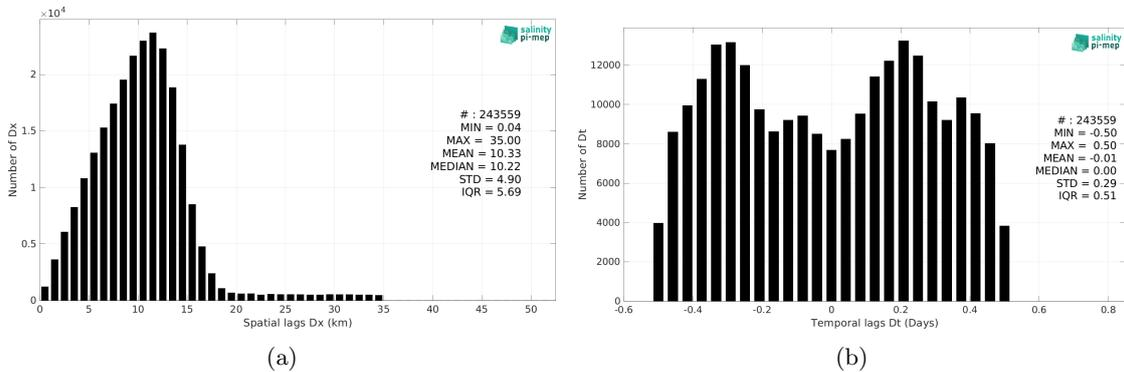 ×10⁴
salinity
pi-mep
2
1.5
1
0.5
0
Number of Dx
# : 243559
MIN = 0.04
MAX = 35.00
MEAN = 10.33
MEDIAN = 10.22
STD = 4.90
IQR = 5.69
0 5 10 15 20 25 30 35 40 45 50
Spatial lags Dx (km)
(a)
salinity
pi-mep
12000
10000
8000
6000
4000
2000
0
Number of Dt
# : 243559
MIN = -0.50
MAX = 0.50
MEAN = -0.01
MEDIAN = 0.00
STD = 0.29
IQR = 0.51
-0.6 -0.4 -0.2 0 0.2 0.4 0.6 0.8
Temporal lags Dt (Days)
(b)